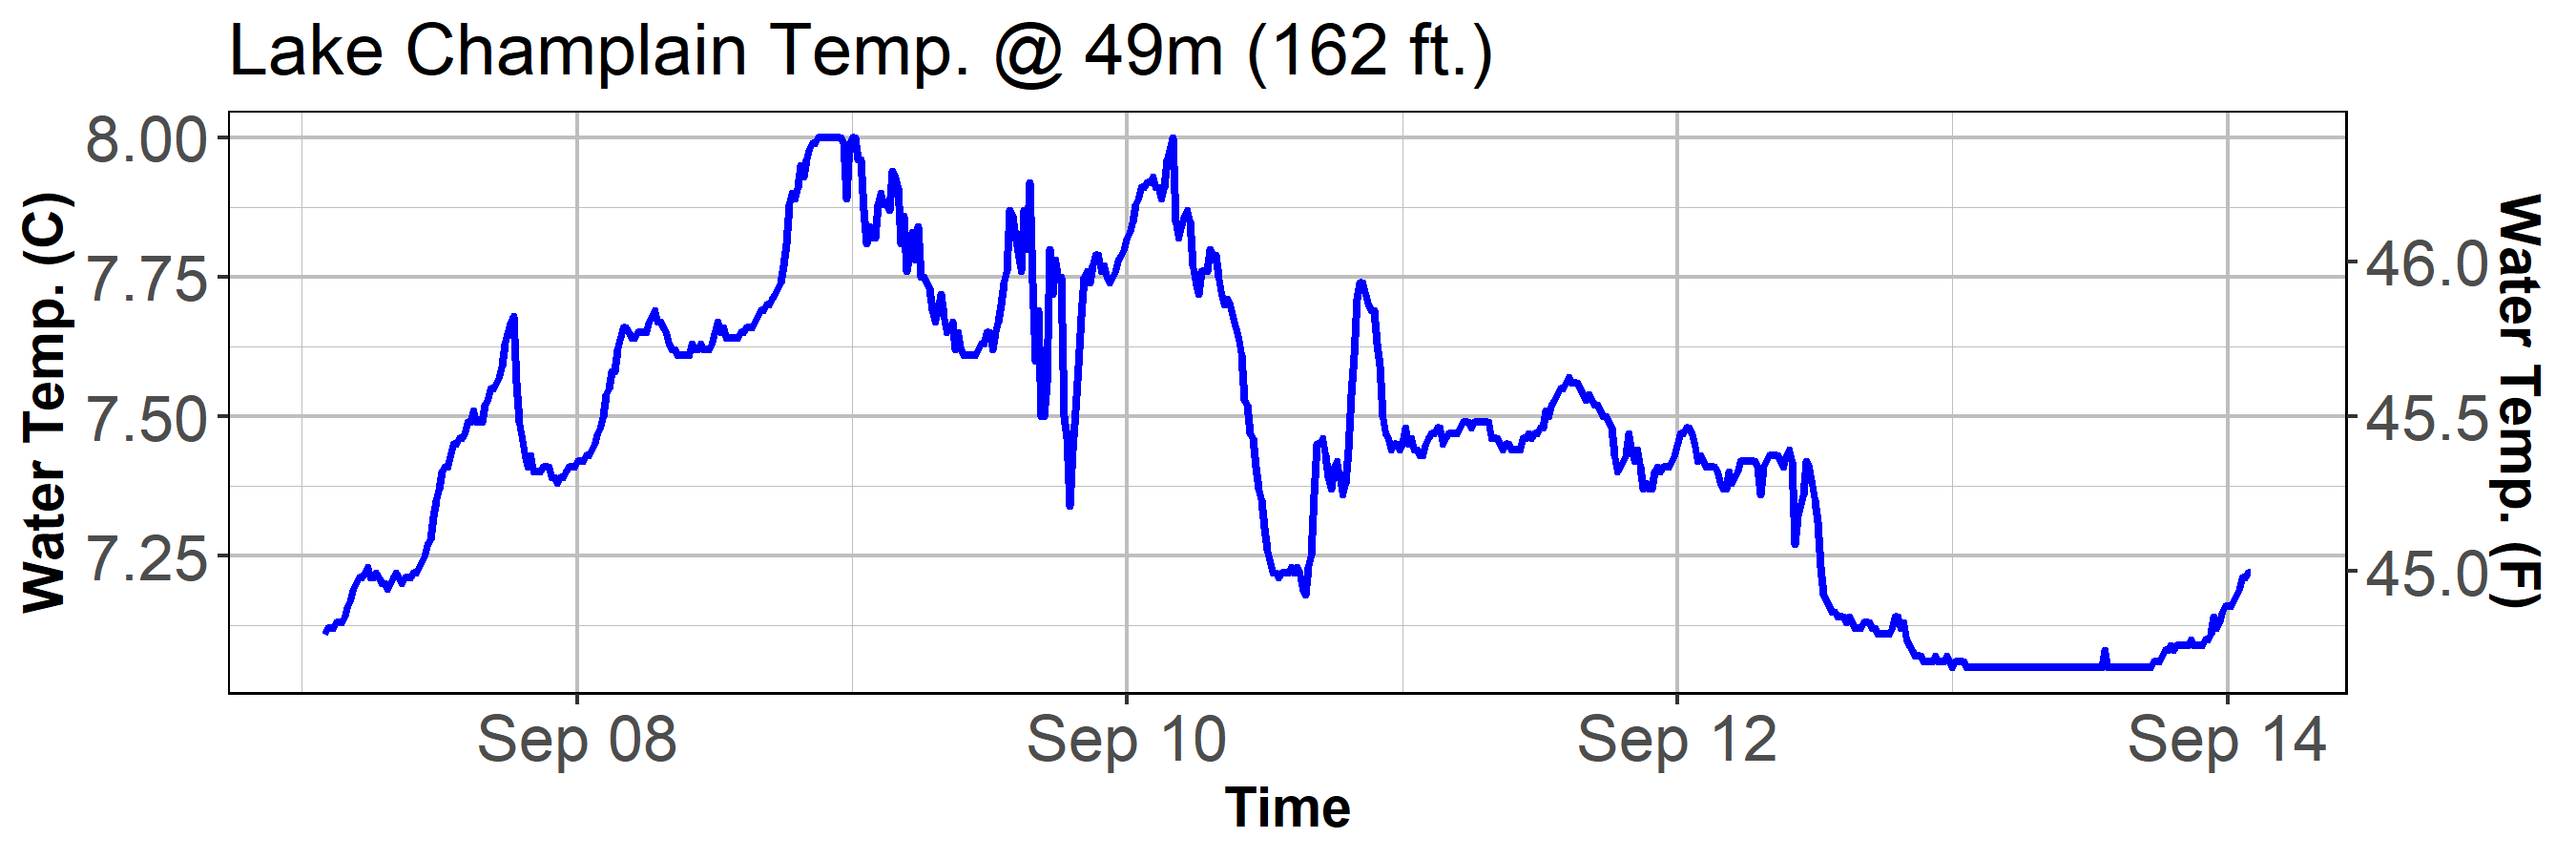 Lake Champlain Temp. @ 49m (162 ft.)
Water Temp. (C)
8.00
7.75
7.50
7.25
46.0
45.5
45.0
Water Temp. (F)
Sep 08 Sep 10 Sep 12 Sep 14
Time